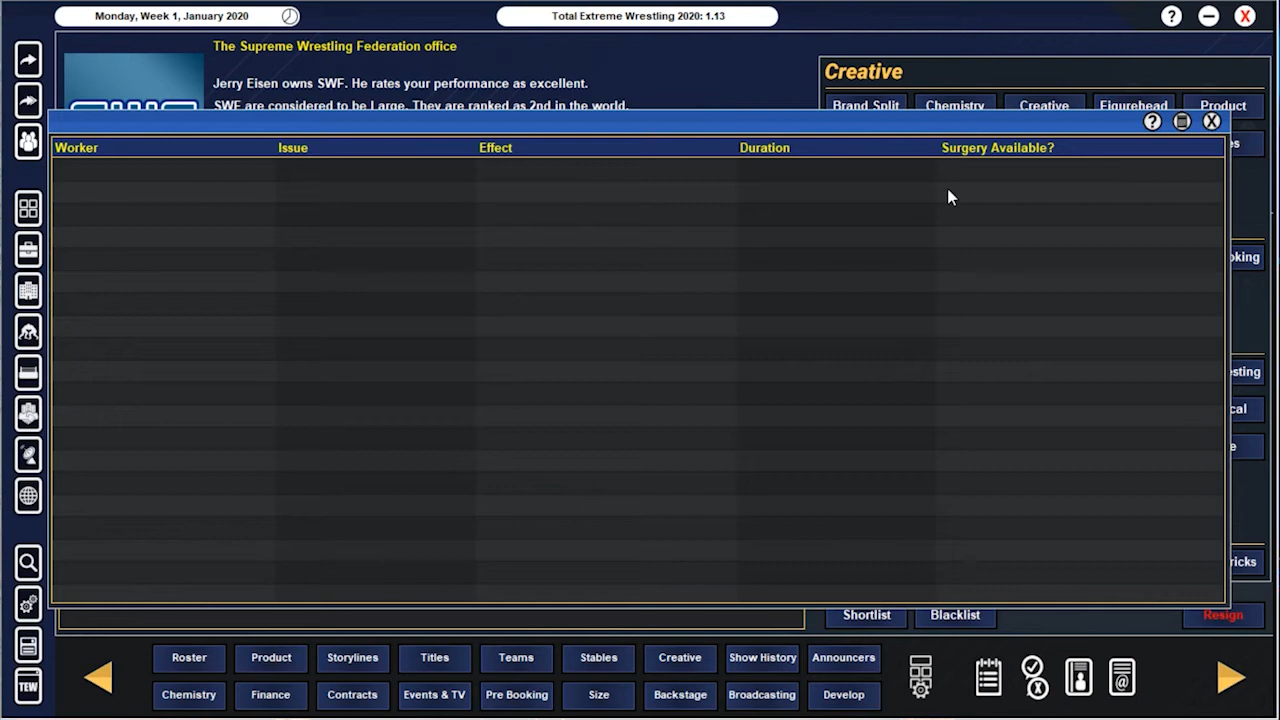 Monday, Week 1, January 2020
Total Extreme Wrestling 2020: 1.13
?
X
The Supreme Wrestling Federation office
Jerry Eisen owns SWF. He rates your performance as excellent.
SWF are considered to be Large. They are ranked as 2nd in the world.
Creative
Brand Split
Chemistry
Creative
Figurehead
Product
?
X
Worker
Issue
Effect
Duration
Surgery Available?
es
oking
esting
cal
e
ricks
Shortlist
Blacklist
Resign
Roster
Product
Storylines
Titles
Teams
Stables
Creative
Show History
Announcers
Chemistry
Finance
Contracts
Events & TV
Pre Booking
Size
Backstage
Broadcasting
Develop
TEW